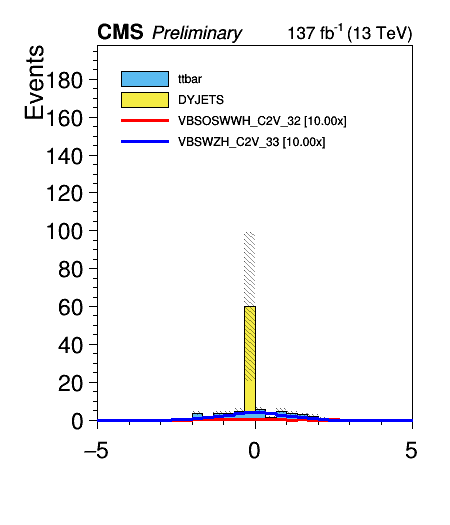 CMS Preliminary 137 fb-1 (13 TeV)
Events
180
160
140
120
100
80
60
40
20
0
−5 0 5
ttbar
DYJETS
VBSOSWWH_C2V_32 [10.00x]
VBSWZH_C2V_33 [10.00x]